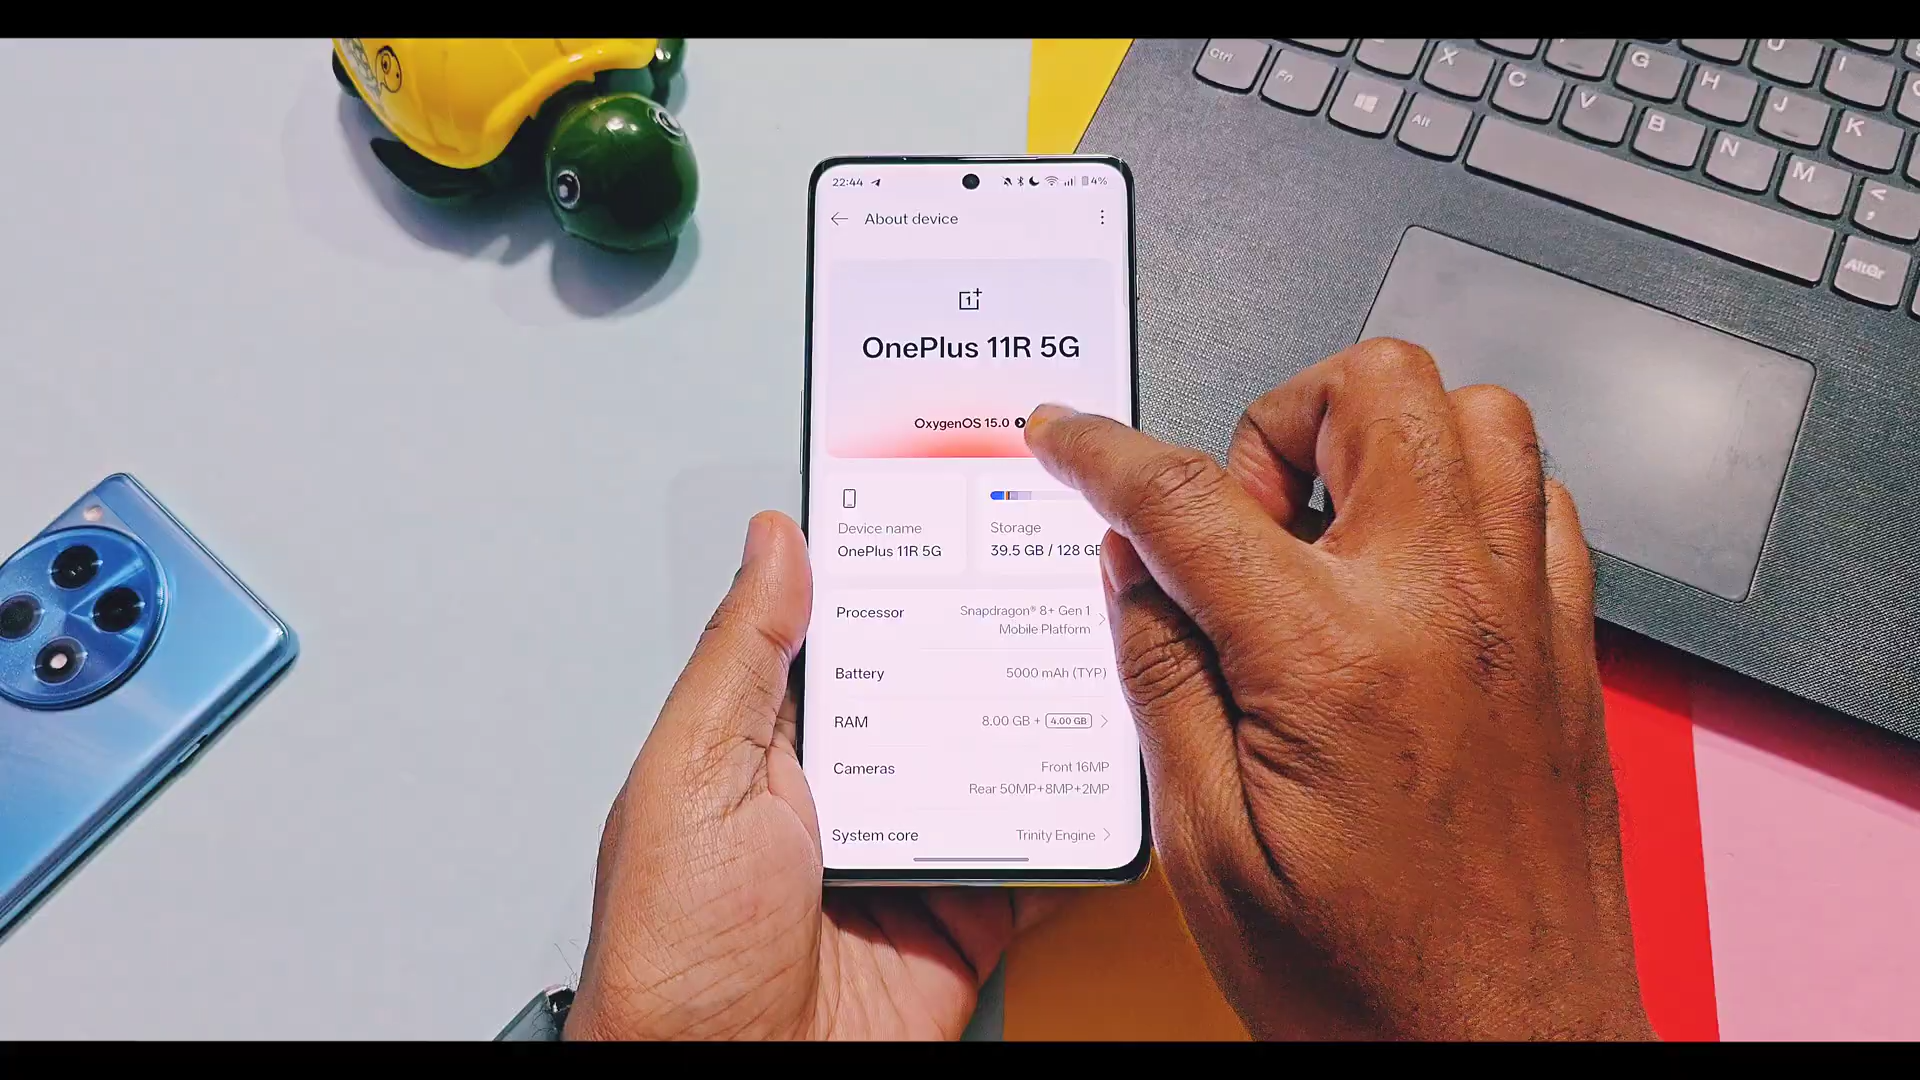 22:44
4%
About device
1+
OnePlus 11R 5G
OxygenOS 15.0
Device name
OnePlus 11R 5G
Storage
39.5 GB / 128 GB
Processor
Snapdragon® 8+ Gen 1
Mobile Platform
Battery
5000 mAh (TYP)
RAM
8.00 GB + 4.00 GB
Cameras
Front 16MP
Rear 50MP+8MP+2MP
System core
Trinity Engine
Ctrl
Fn
Alt
X
C
V
B
G
H
N
J
M
U
I
K
<
,
AltGr